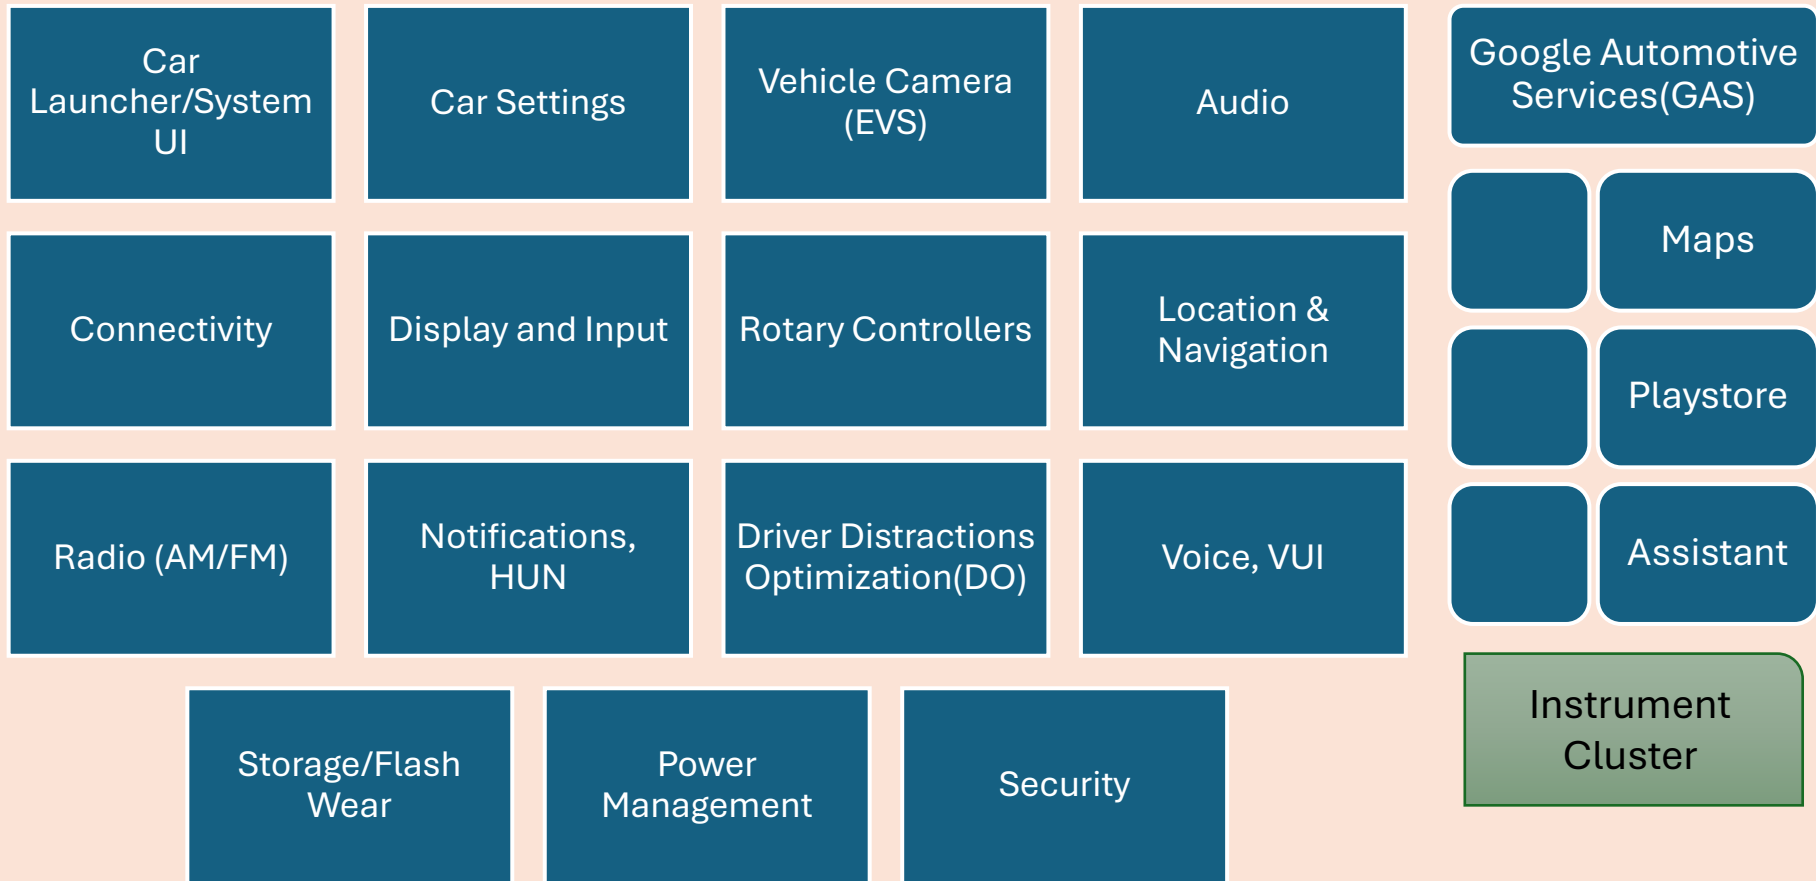 Car
Launcher/System
UI
Car Settings
Vehicle Camera
(EVS)
Audio
Google Automotive
Services(GAS)
Connectivity
Display and Input
Rotary Controllers
Location &
Navigation
Maps
Playstore
Radio (AM/FM)
Notifications,
HUN
Driver Distractions
Optimization(DO)
Voice, VUI
Assistant
Storage/Flash
Wear
Power
Management
Security
Instrument
Cluster